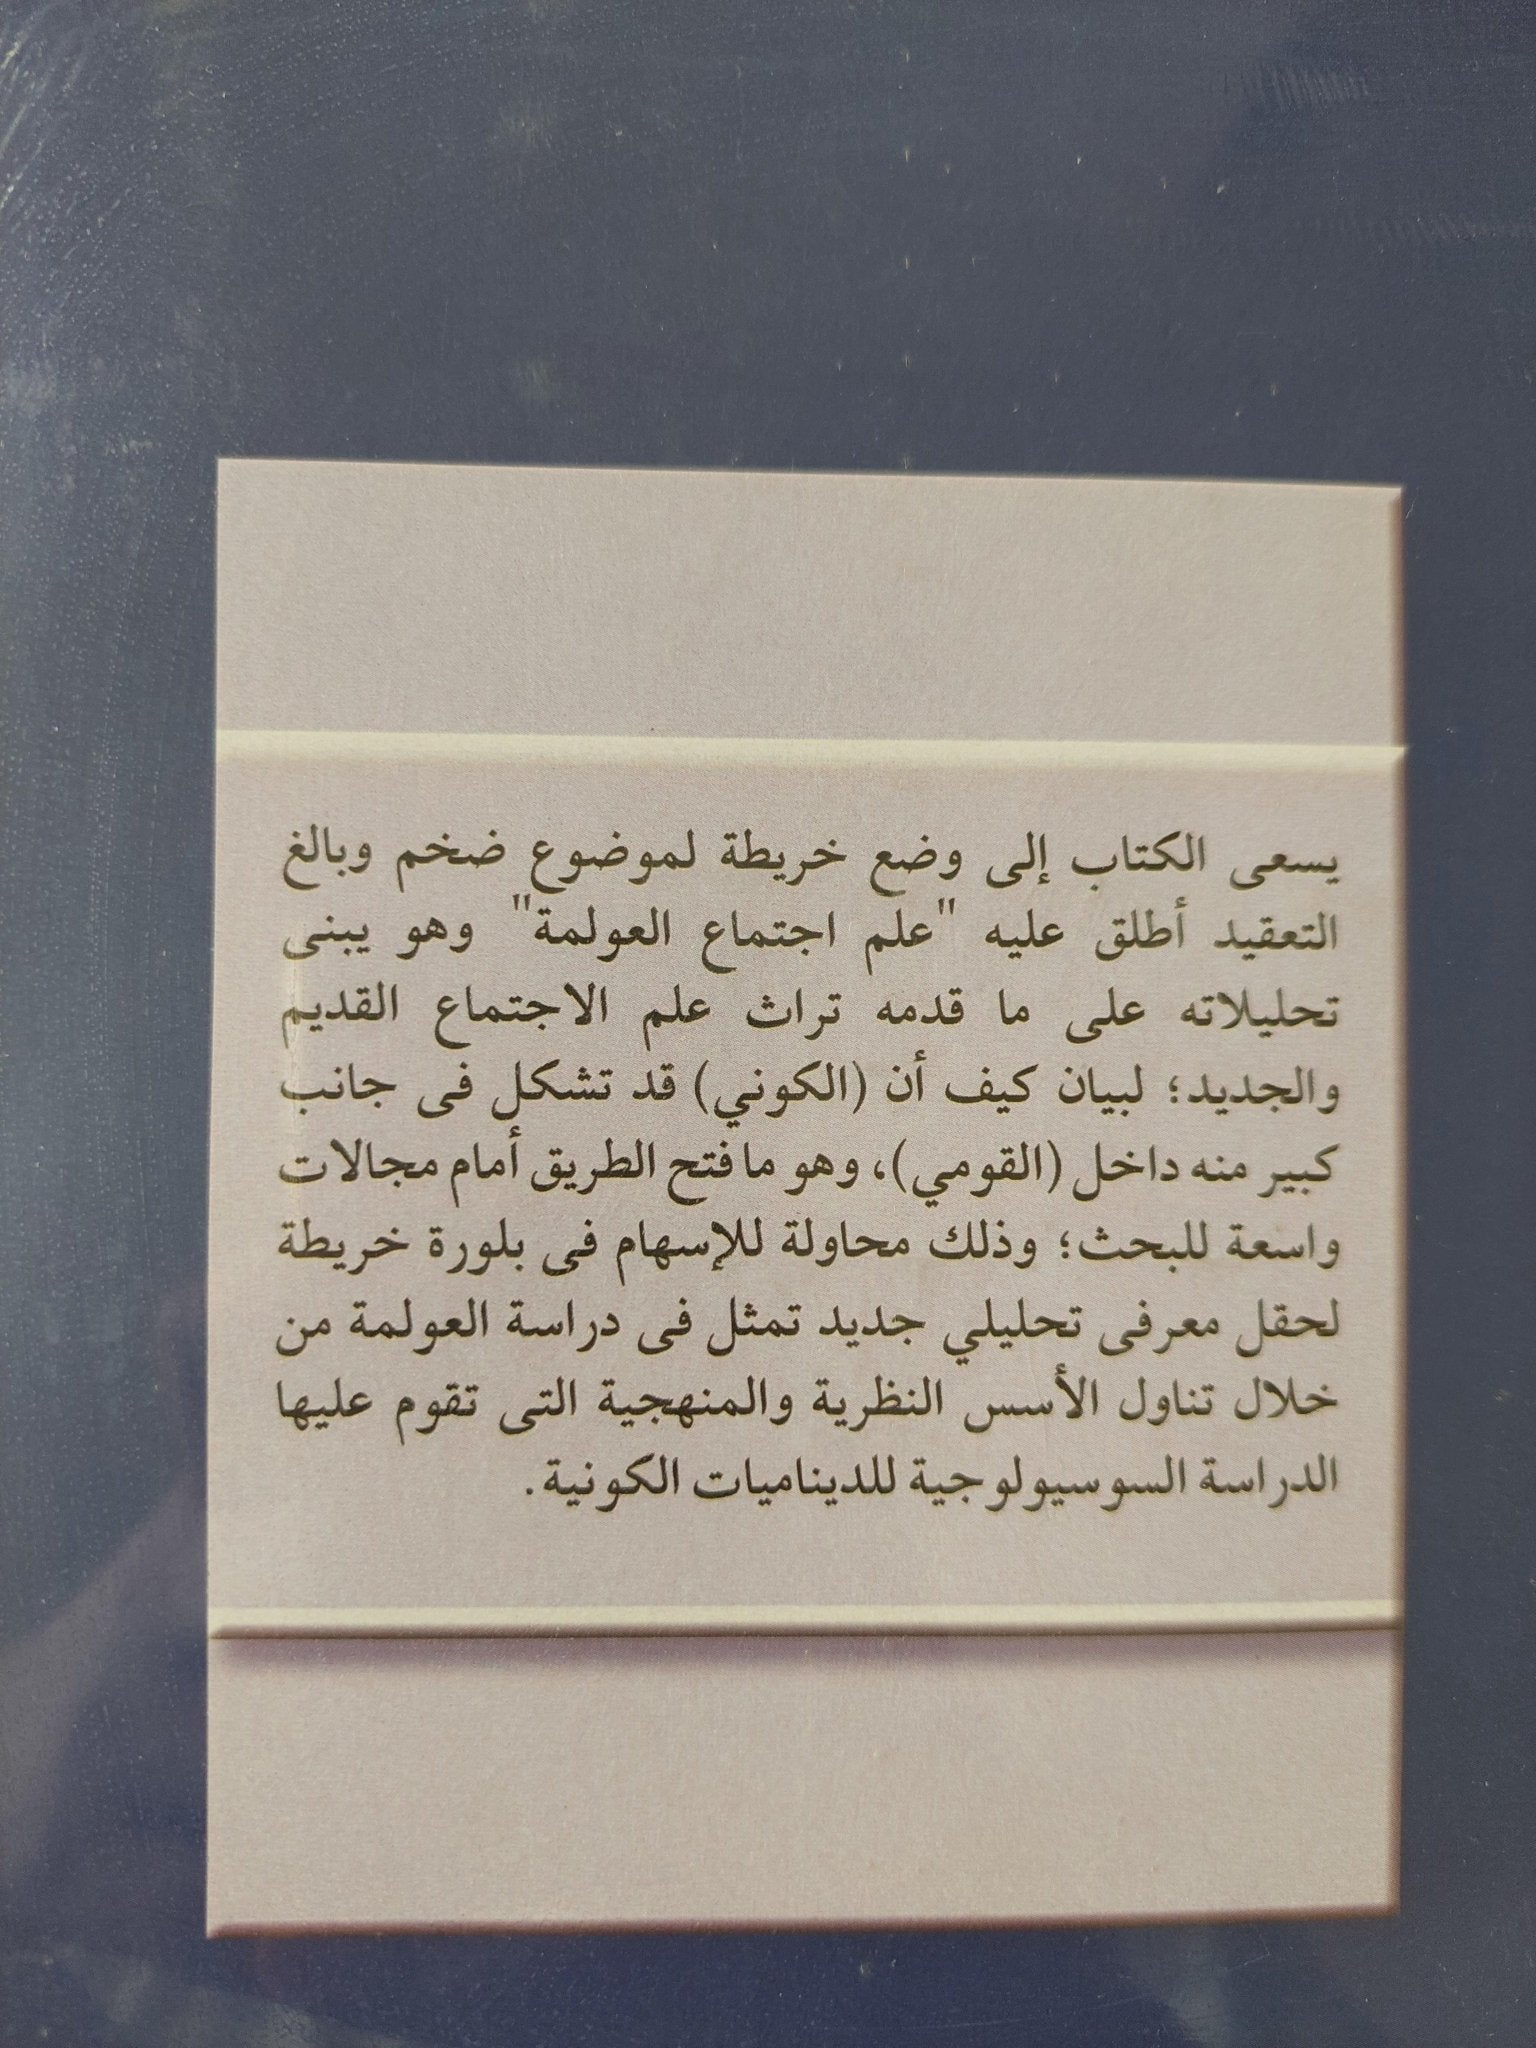 يسعى الكتاب إلى وضع خريطة لموضوع ضخم وبالغ
التعقيد أطلق عليه "علم اجتماع العولمة" وهو يبنى
تحليلاته على ما قدمه تراث علم الاجتماع القديم
والجديد؛ لبيان كيف أن (الكوني) قد تشكل فى جانب
كبير منه داخل (القومي)، وهو مافتح الطريق أمام مجالات
واسعة للبحث؛ وذلك محاولة للإسهام فى بلورة خريطة
لحقل معرفى تحليلي جديد تمثل فى دراسة العولمة من
خلال تناول الأسس النظرية والمنهجية التى تقوم عليها
الدراسة السوسيولوجية للديناميات الكونية.